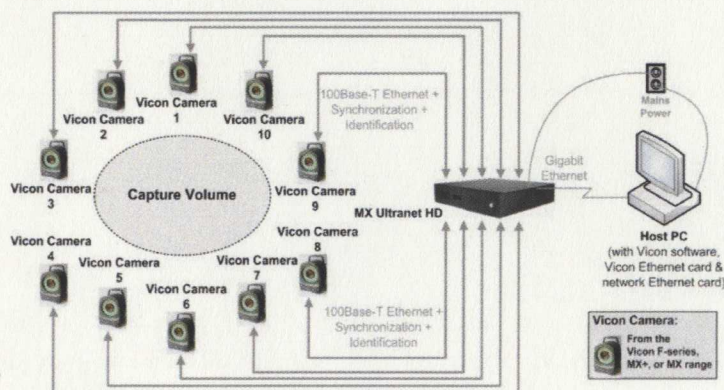 Vicon Camera
1
Vicon Camera
2
Vicon Camera
10
Vicon Camera
3
Vicon Camera
9
Capture Volume
100Base-T Ethernet +
Synchronization +
Identification
MX Ultranet HD
Gigabit
Ethernet
Mains
Power
Host PC
(with Vicon software,
Vicon Ethernet card &
network Ethernet card)
Vicon Camera
4
Vicon Camera
5
Vicon Camera
6
Vicon Camera
7
Vicon Camera
8
100Base-T Ethernet +
Synchronization +
Identification
Vicon Camera:
From the
Vicon F-series,
MX+, or MX range